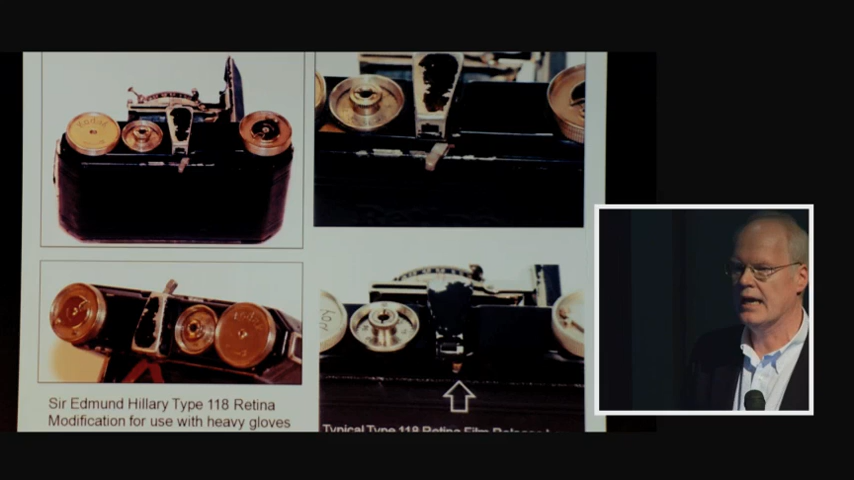 Sir Edmund Hillary Type 118 Retina
Modification for use with heavy gloves
Typical Type 118 Retina Film Release